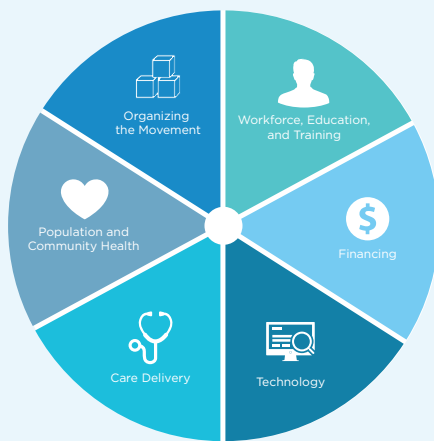 Organizing
the Movement
Workforce, Education,
and Training
Population and
Community Health
$
Financing
Care Delivery
Technology